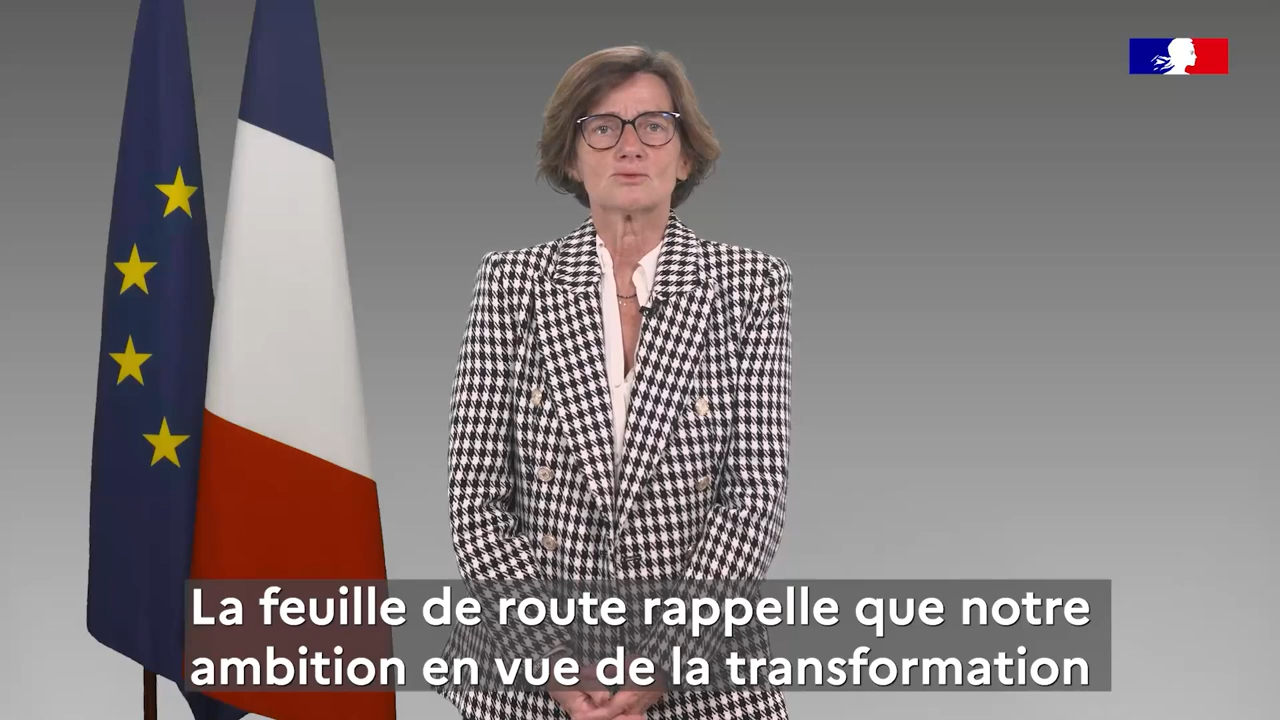 La feuille de route rappelle que notre
ambition en vue de la transformation